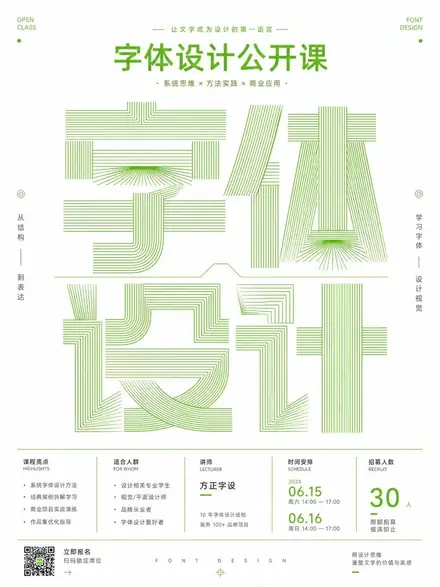 OPEN
CLASS
FONT
DESIGN
让文字成为设计的第一语言
字体设计公开课
· 系统思维 × 方法实践 × 商业应用 ·
字体
设计
从结构
到表达
学习字体
设计视觉
课程亮点
HIGHLIGHTS
• 系统字体设计方法
• 经典案例拆解学习
• 商业项目实战演练
• 作品集优化指导
适合人群
FOR WHOM
• 设计相关专业学生
• 视觉/平面设计师
• 品牌从业者
• 字体设计爱好者
讲师
LECTURER
方正字设
10 年字体设计经验
服务 100+ 品牌项目
时间安排
SCHEDULE
2024
06.15
周六 14:00 — 17:00
06.16
周日 14:00 — 17:00
招募人数
RECRUIT
30 人
限额招募
报满即止
立即报名
扫码锁定席位
FONT DESIGN
用设计思维
重塑文字的价值与美感